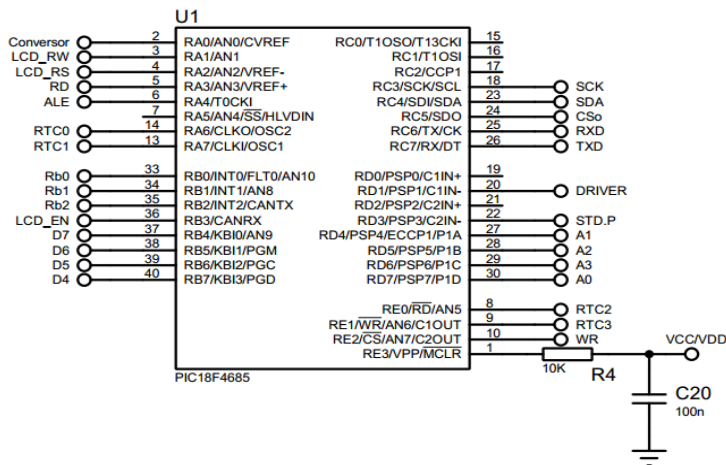 U1
Conversor 2 RA0/AN0/CVREF RC0/T1OSO/T13CKI 15
LCD_RW 3 RA1/AN1 RC1/T1OSI 16
LCD_RS 4 RA2/AN2/VREF- RC2/CCP1 17
RD 5 RA3/AN3/VREF+ RC3/SCK/SCL 18 SCK
ALE 6 RA4/T0CKI RC4/SDI/SDA 23 SDA
7 RA5/AN4/SS/HLVDIN RC5/SDO 24 CSo
RTC0 14 RA6/CLKO/OSC2 RC6/TX/CK 25 RXD
RTC1 13 RA7/CLKI/OSC1 RC7/RX/DT 26 TXD
Rb0 33 RB0/INT0/FLT0/AN10 RD0/PSP0/C1IN+ 19
Rb1 34 RB1/INT1/AN8 RD1/PSP1/C1IN- 20 DRIVER
Rb2 35 RB2/INT2/CANTX RD2/PSP2/C2IN+ 21
LCD_EN 36 RB3/CANRX RD3/PSP3/C2IN- 22 STD.P
D7 37 RB4/KBI0/AN9 RD4/PSP4/ECCP1/P1A 27 A1
D6 38 RB5/KBI1/PGM RD5/PSP5/P1B 28 A2
D5 39 RB6/KBI2/PGC RD6/PSP6/P1C 29 A3
D4 40 RB7/KBI3/PGD RD7/PSP7/P1D 30 A0
RE0/RD/AN5 8 RTC2
RE1/WR/AN6/C1OUT 9 RTC3
RE2/CS/AN7/C2OUT 10 WR
RE3/VPP/MCLR 1 VCC/VDD
PIC18F4685
10K R4
C20
100n